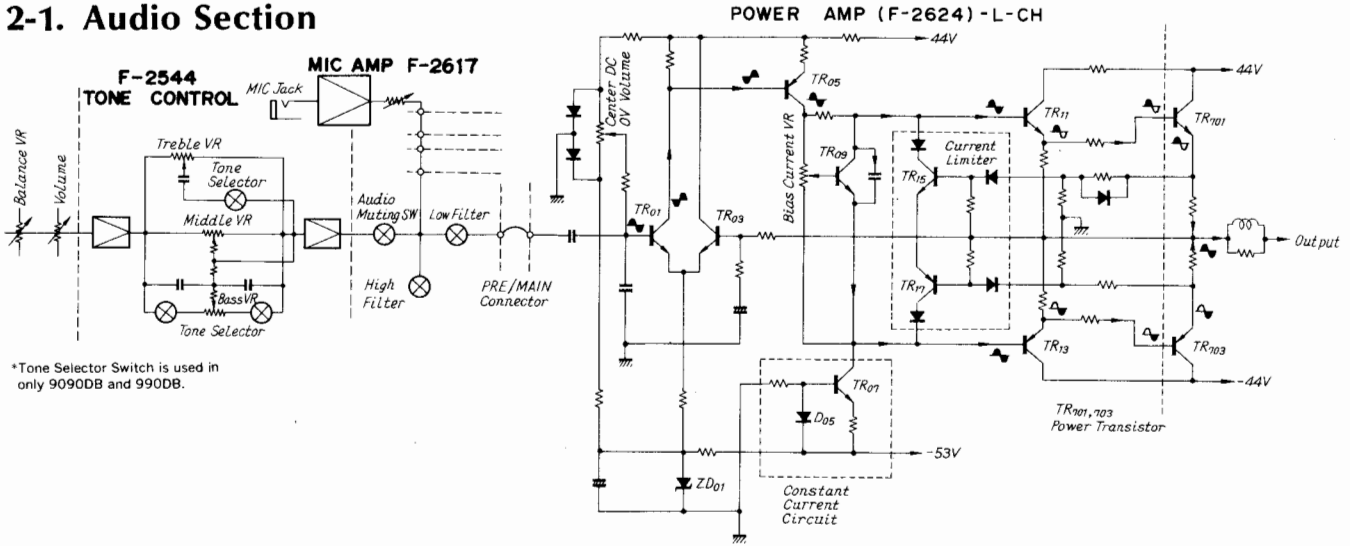 2-1. Audio Section
POWER AMP (F-2624)-L-CH
F-2544
TONE CONTROL
MIC AMP F-2617
MIC Jack
Balance VR
Volume
Treble VR
Tone
Selector
Middle VR
Bass VR
Tone Selector
Audio
Muting SW
Low Filter
High
Filter
PRE/MAIN
Connector
Center DC
0V Volume
44V
TR05
TR01
TR03
Bias Current VR
TR09
Current
Limiter
TR15
TR17
TR11
TR701
44V
Output
TR13
TR703
-44V
TR701,703
Power Transistor
TR07
D05
-53V
ZD01
Constant
Current
Circuit
*Tone Selector Switch is used in
only 9090DB and 990DB.